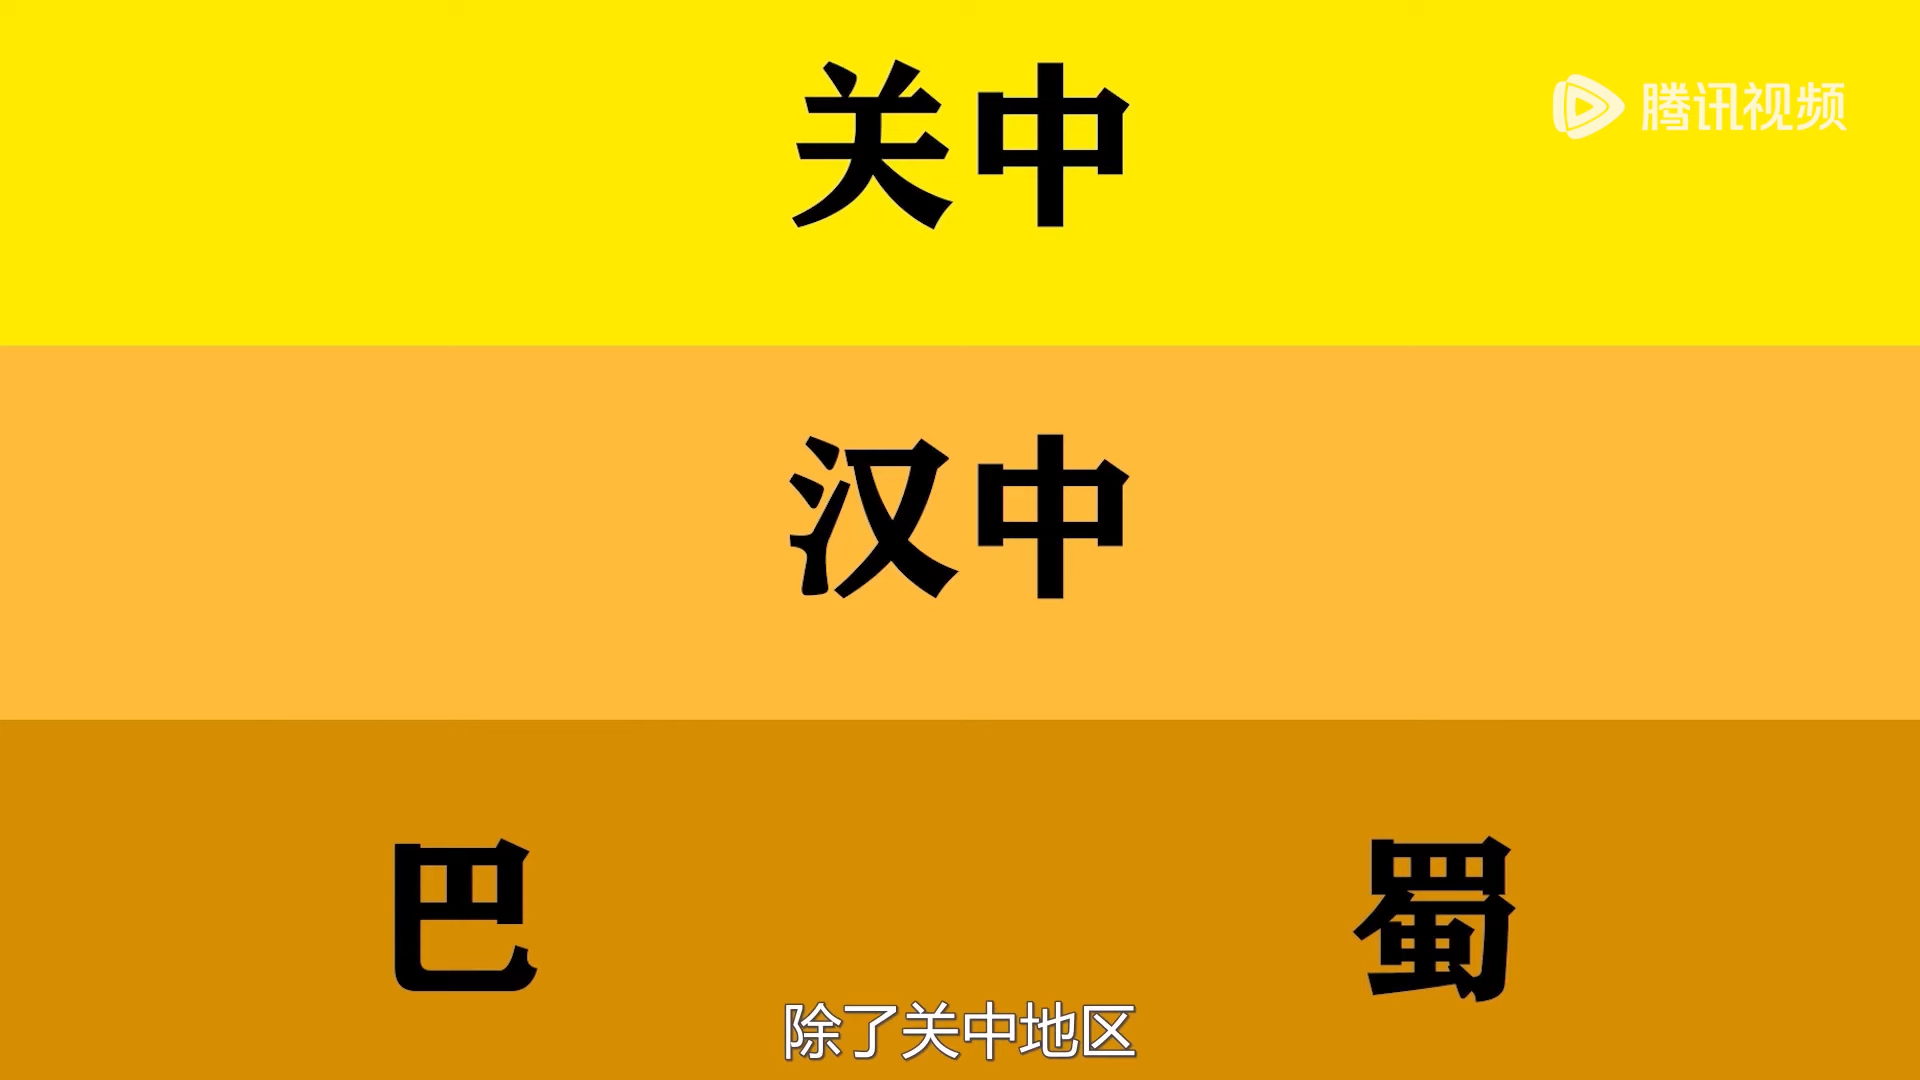 关中
腾讯视频
汉中
巴 蜀
除了关中地区